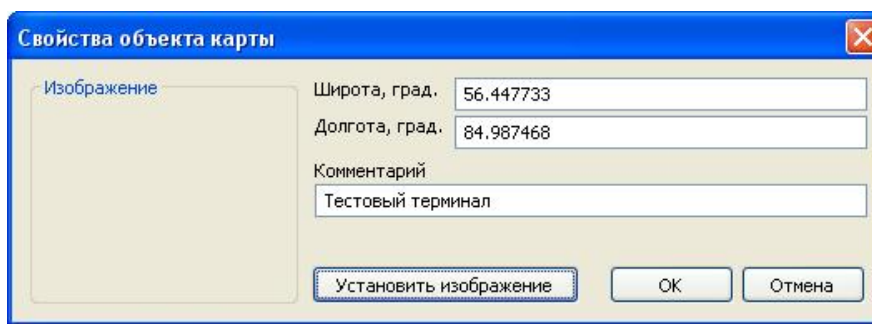 Свойства объекта карты
Изображение
Широта, град. 56.447733
Долгота, град. 84.987468
Комментарий
Тестовый терминал
Установить изображение OK Отмена